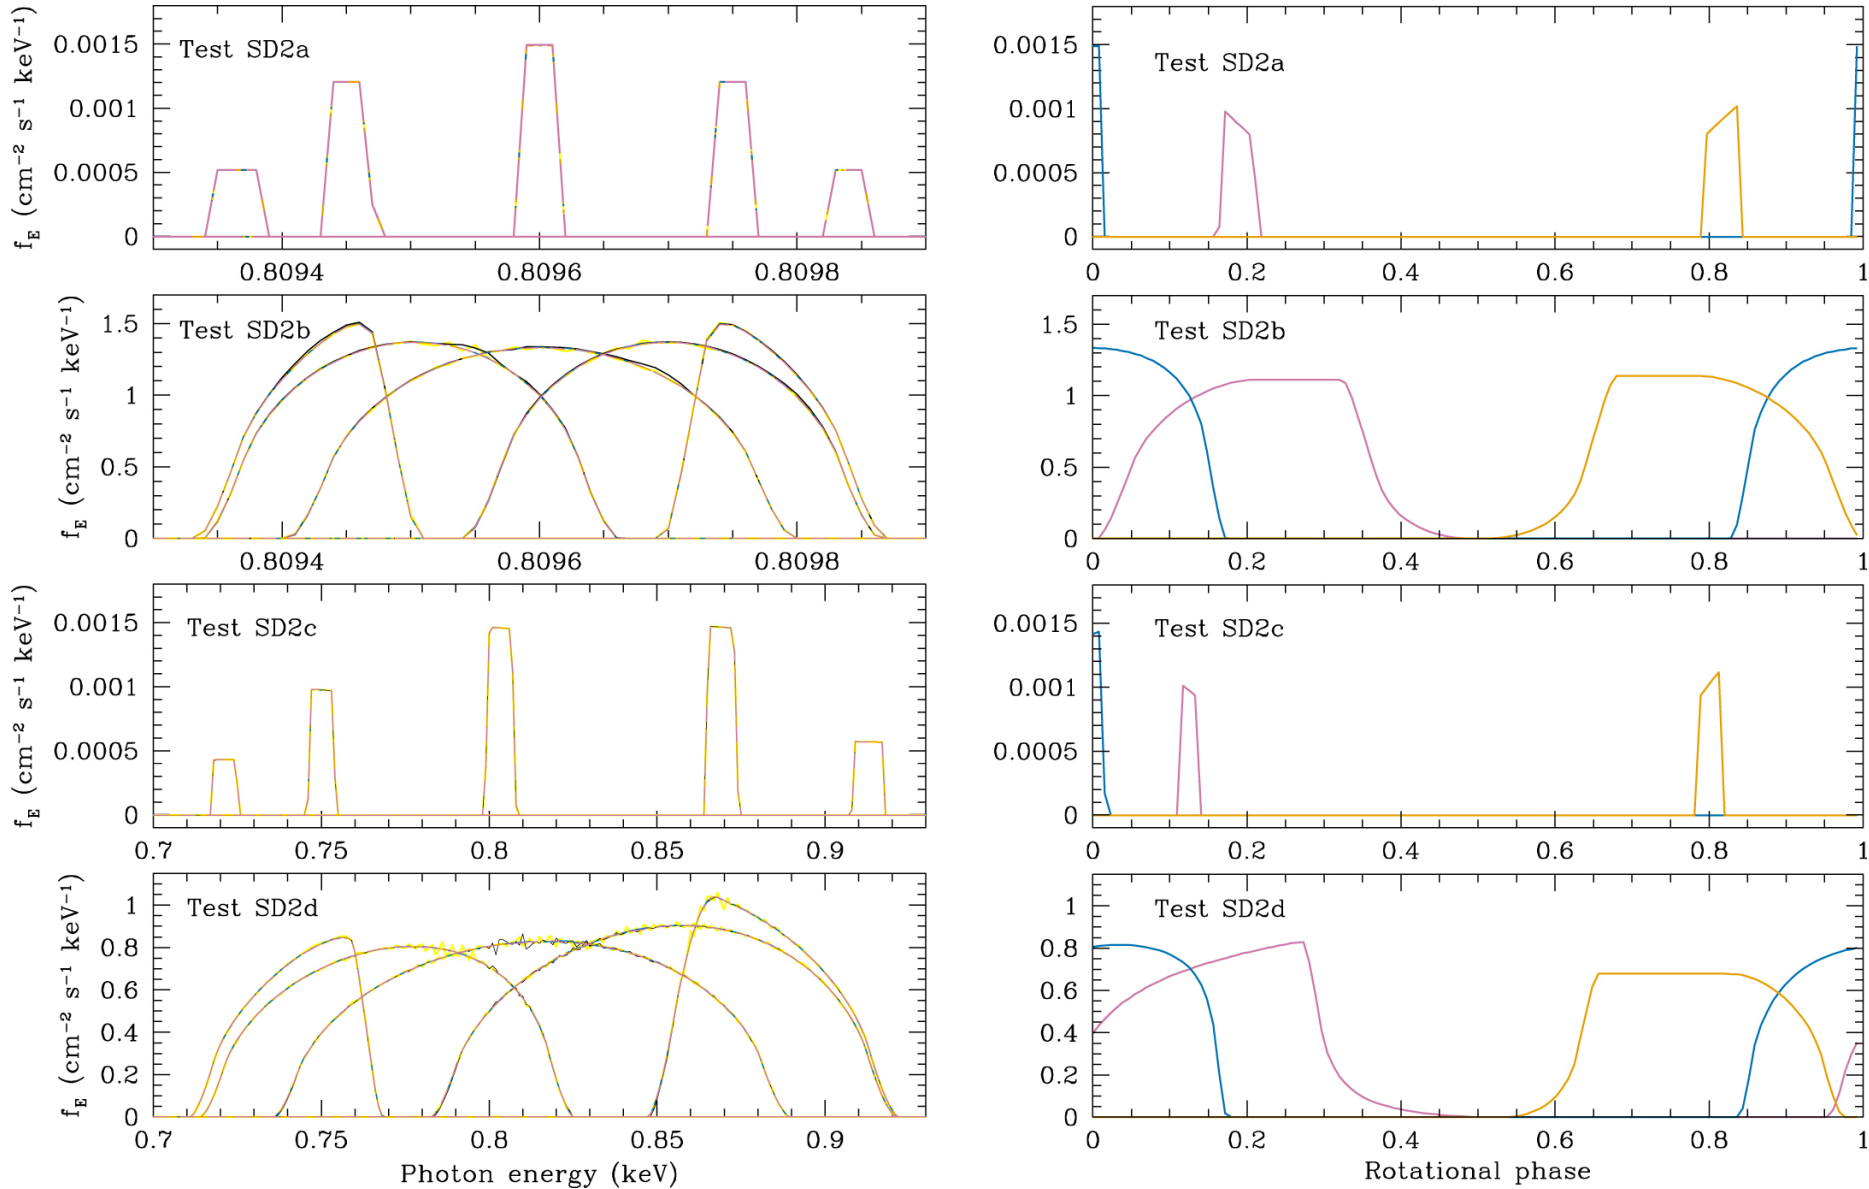 f_E (cm⁻² s⁻¹ keV⁻¹)
0.0015
0.001
0.0005
0
Test SD2a
0.8094 0.8096 0.8098
0.0015
0.001
0.0005
0
Test SD2a
0 0.2 0.4 0.6 0.8 1
f_E (cm⁻² s⁻¹ keV⁻¹)
1.5
1
0.5
0
Test SD2b
0.8094 0.8096 0.8098
1.5
1
0.5
0
Test SD2b
0 0.2 0.4 0.6 0.8 1
f_E (cm⁻² s⁻¹ keV⁻¹)
0.0015
0.001
0.0005
0
Test SD2c
0.7 0.75 0.8 0.85 0.9
0.0015
0.001
0.0005
0
Test SD2c
0 0.2 0.4 0.6 0.8 1
f_E (cm⁻² s⁻¹ keV⁻¹)
1
0.8
0.6
0.4
0.2
0
Test SD2d
0.7 0.75 0.8 0.85 0.9
Photon energy (keV)
1
0.8
0.6
0.4
0.2
0
Test SD2d
0 0.2 0.4 0.6 0.8 1
Rotational phase